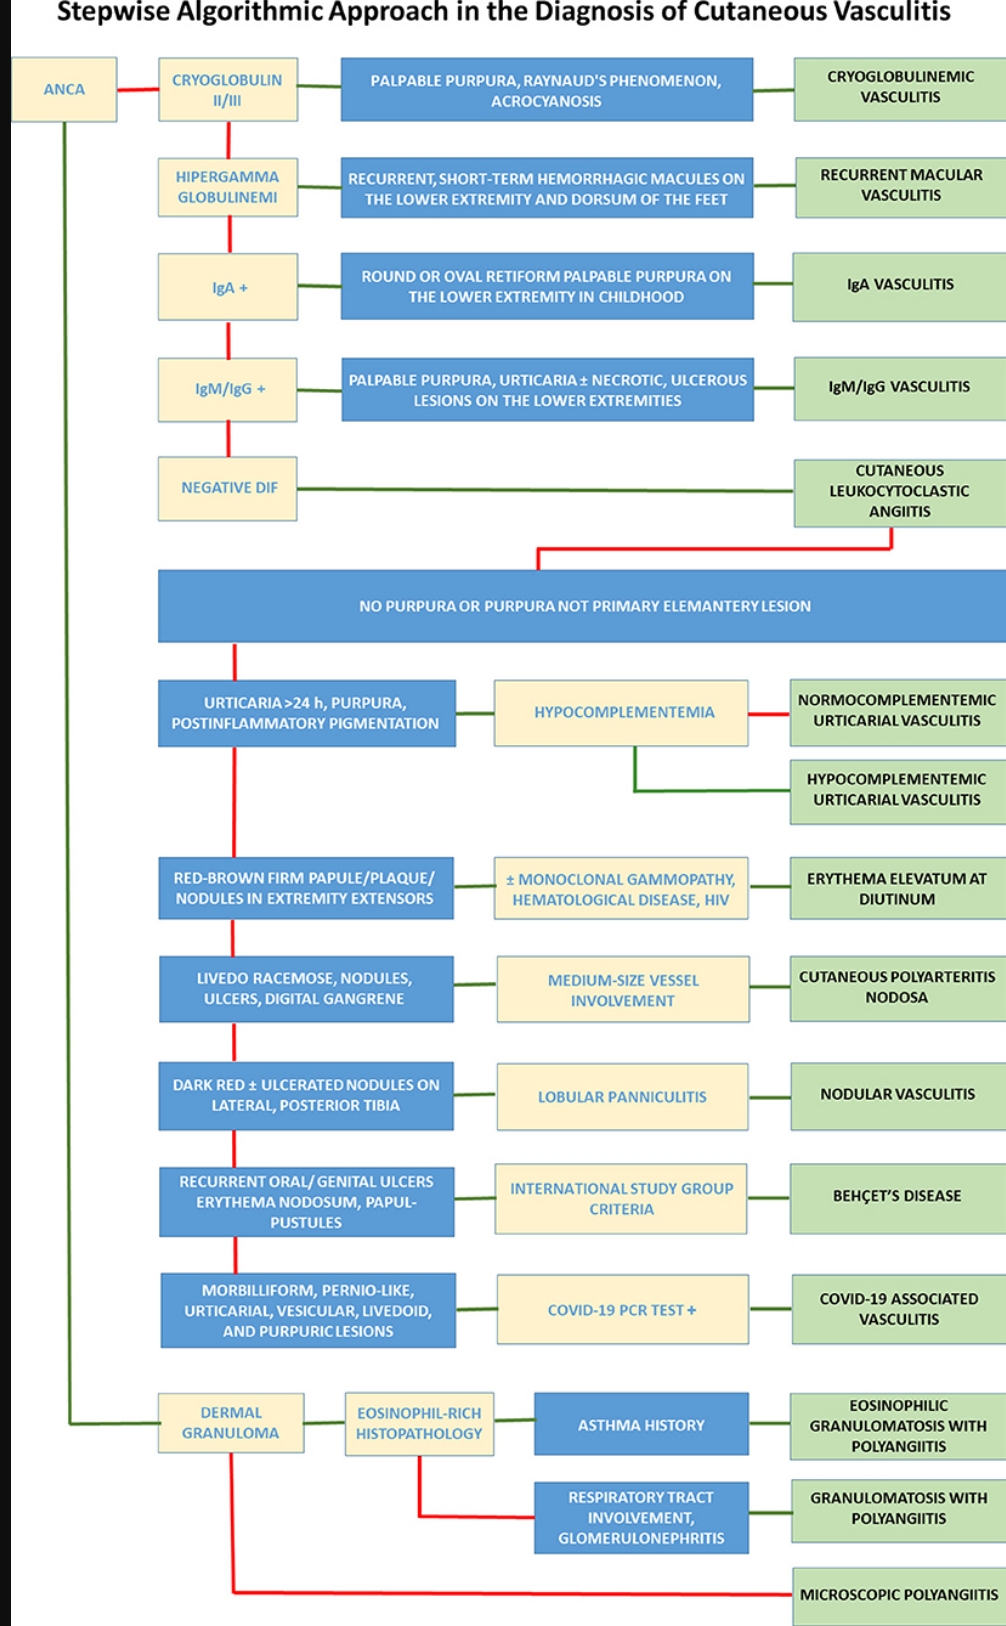 Stepwise Algorithmic Approach in the Diagnosis of Cutaneous Vasculitis
ANCA
CRYOGLOBULIN
II/III
PALPABLE PURPURA, RAYNAUD'S PHENOMENON,
ACROCYANOSIS
CRYOGLOBULINEMIC
VASCULITIS
HIPERGAMMA
GLOBULINEMI
RECURRENT, SHORT-TERM HEMORRHAGIC MACULES ON
THE LOWER EXTREMITY AND DORSUM OF THE FEET
RECURRENT MACULAR
VASCULITIS
IgA +
ROUND OR OVAL RETIFORM PALPABLE PURPURA ON
THE LOWER EXTREMITY IN CHILDHOOD
IgA VASCULITIS
IgM/IgG +
PALPABLE PURPURA, URTICARIA ± NECROTIC, ULCEROUS
LESIONS ON THE LOWER EXTREMITIES
IgM/IgG VASCULITIS
NEGATIVE DIF
CUTANEOUS
LEUKOCYTOCLASTIC
ANGIITIS
NO PURPURA OR PURPURA NOT PRIMARY ELEMANTERY LESION
URTICARIA >24 h, PURPURA,
POSTINFLAMMATORY PIGMENTATION
HYPOCOMPLEMENTEMIA
NORMOCOMPLEMENTEMIC
URTICARIAL VASCULITIS
HYPOCOMPLEMENTEMIC
URTICARIAL VASCULITIS
RED-BROWN FIRM PAPULE/PLAQUE/
NODULES IN EXTREMITY EXTENSORS
± MONOCLONAL GAMMOPATHY,
HEMATOLOGICAL DISEASE, HIV
ERYTHEMA ELEVATUM AT
DIUTINUM
LIVEDO RACEMOSE, NODULES,
ULCERS, DIGITAL GANGRENE
MEDIUM-SIZE VESSEL
INVOLVEMENT
CUTANEOUS POLYARTERITIS
NODOSA
DARK RED ± ULCERATED NODULES ON
LATERAL, POSTERIOR TIBIA
LOBULAR PANNICULITIS
NODULAR VASCULITIS
RECURRENT ORAL/ GENITAL ULCERS
ERYTHEMA NODOSUM, PAPUL-
PUSTULES
INTERNATIONAL STUDY GROUP
CRITERIA
BEHÇET'S DISEASE
MORBILLIFORM, PERNIO-LIKE,
URTICARIAL, VESICULAR, LIVEDOID,
AND PURPURIC LESIONS
COVID-19 PCR TEST +
COVID-19 ASSOCIATED
VASCULITIS
DERMAL
GRANULOMA
EOSINOPHIL-RICH
HISTOPATHOLOGY
ASTHMA HISTORY
EOSINOPHILIC
GRANULOMATOSIS WITH
POLYANGIITIS
RESPIRATORY TRACT
INVOLVEMENT,
GLOMERULONEPHRITIS
GRANULOMATOSIS WITH
POLYANGIITIS
MICROSCOPIC POLYANGIITIS